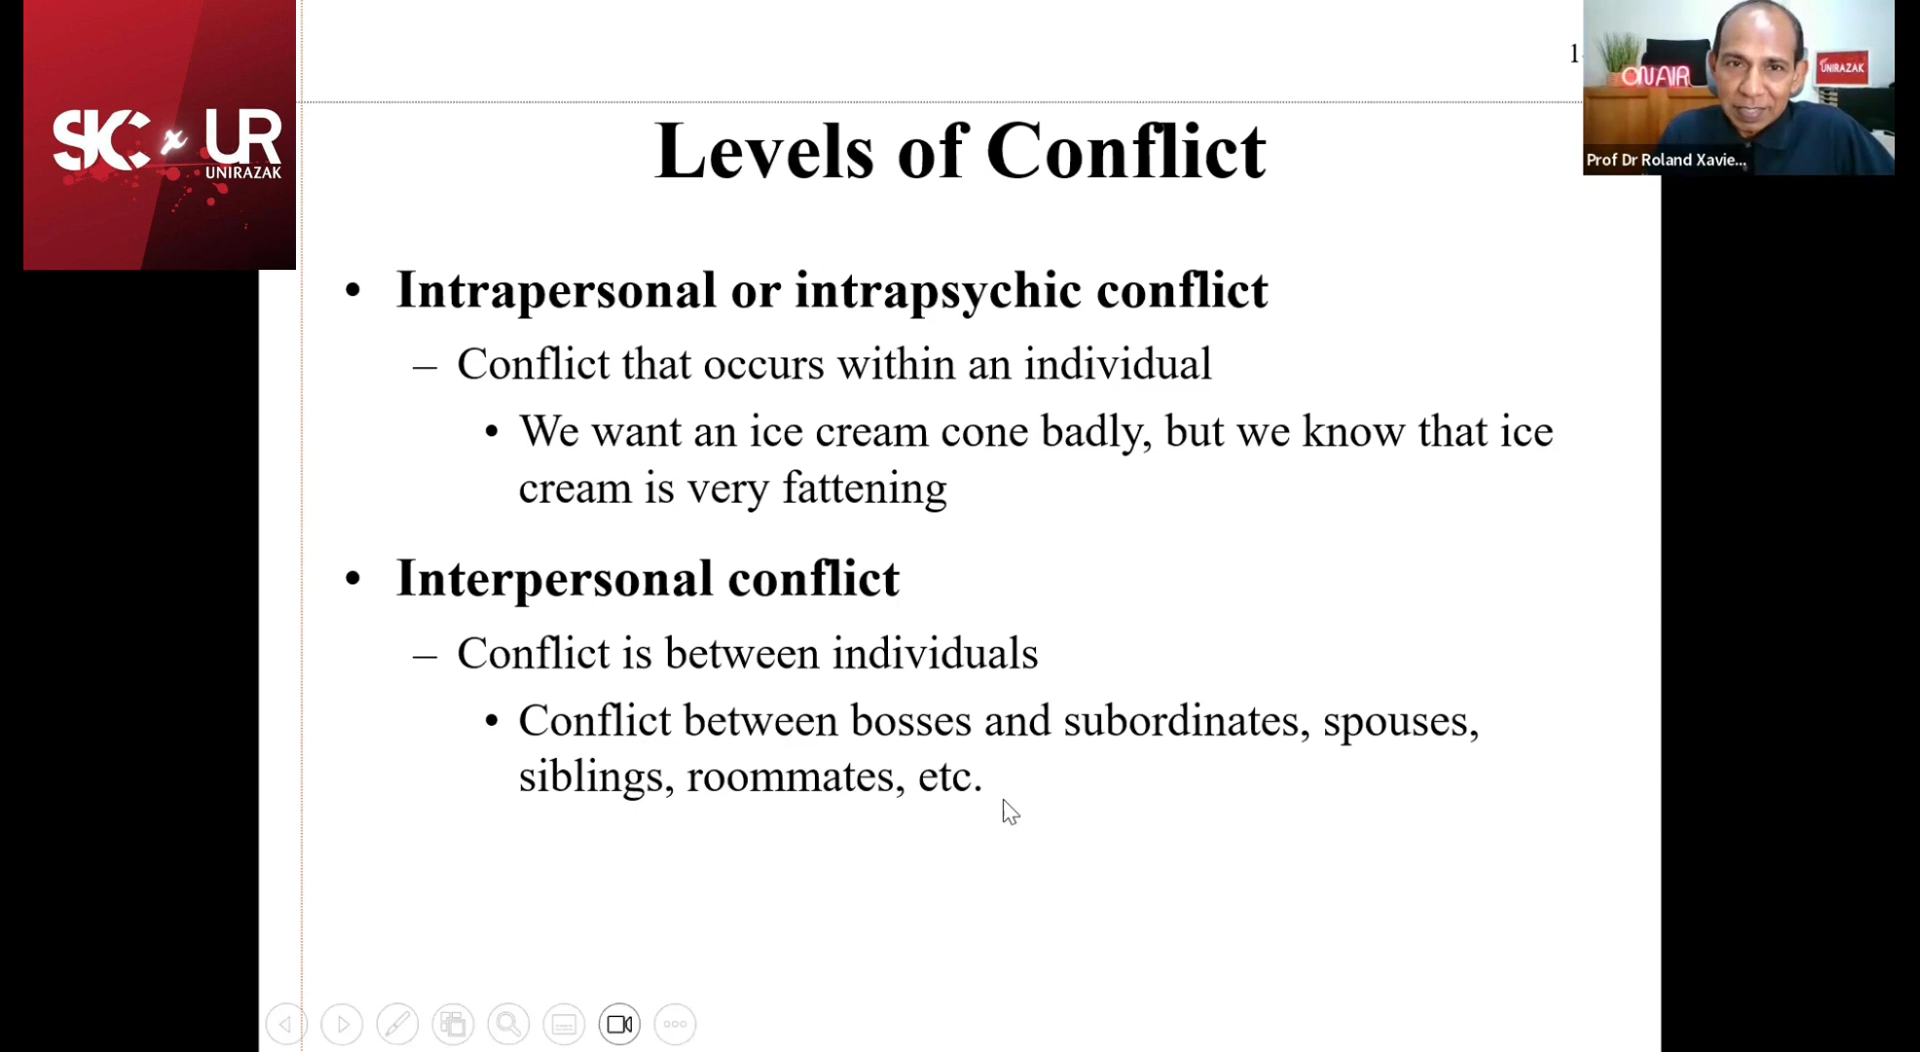 SKC x UR
UNIRAZAK
ON AIR
UNIRAZAK
Prof Dr Roland Xavie...
Levels of Conflict
• Intrapersonal or intrapsychic conflict
– Conflict that occurs within an individual
• We want an ice cream cone badly, but we know that ice
cream is very fattening
• Interpersonal conflict
– Conflict is between individuals
• Conflict between bosses and subordinates, spouses,
siblings, roommates, etc.